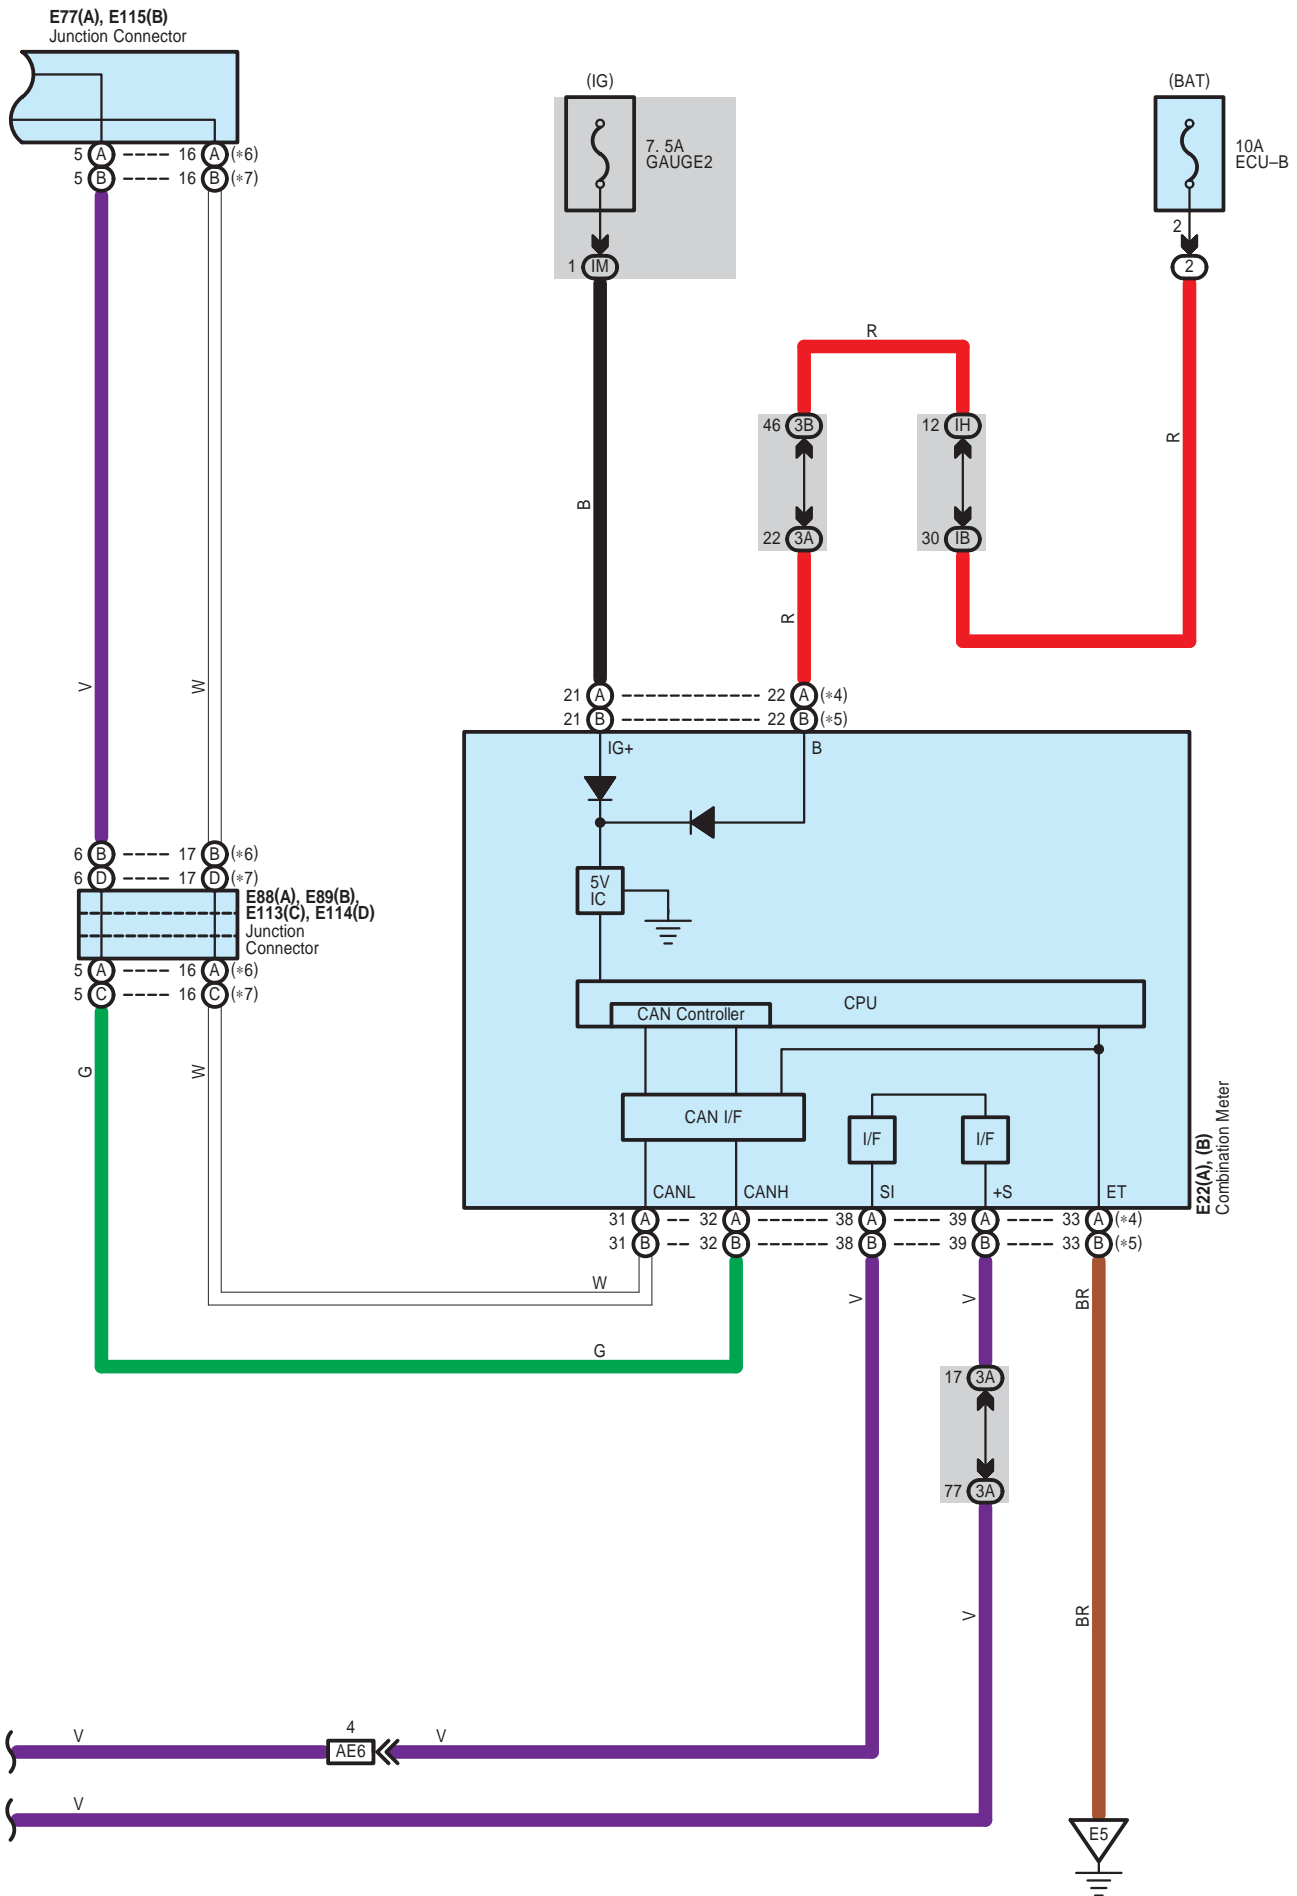 E77(A), E115(B)
Junction Connector
(IG)
(BAT)
7. 5A
GAUGE2
10A
ECU–B
5 A 16 A (*6)
5 B 16 B (*7)
2
1 IM
2
R
46 3B
12 IH
R
B
22 3A
30 IB
R
V
W
21 A 22 A (*4)
21 B 22 B (*5)
IG+
B
6 B 17 B (*6)
6 D 17 D (*7)
5V
IC
E88(A), E89(B),
E113(C), E114(D)
Junction
Connector
5 A 16 A (*6)
5 C 16 C (*7)
CPU
CAN Controller
G
W
CAN I/F
I/F
I/F
E22(A), (B)
Combination Meter
CANL
CANH
SI
+S
ET
31 A 32 A 38 A 39 A 33 A (*4)
31 B 32 B 38 B 39 B 33 B (*5)
W
V
V
BR
G
17 3A
77 3A
V
BR
4
V
AE6
V
V
E5